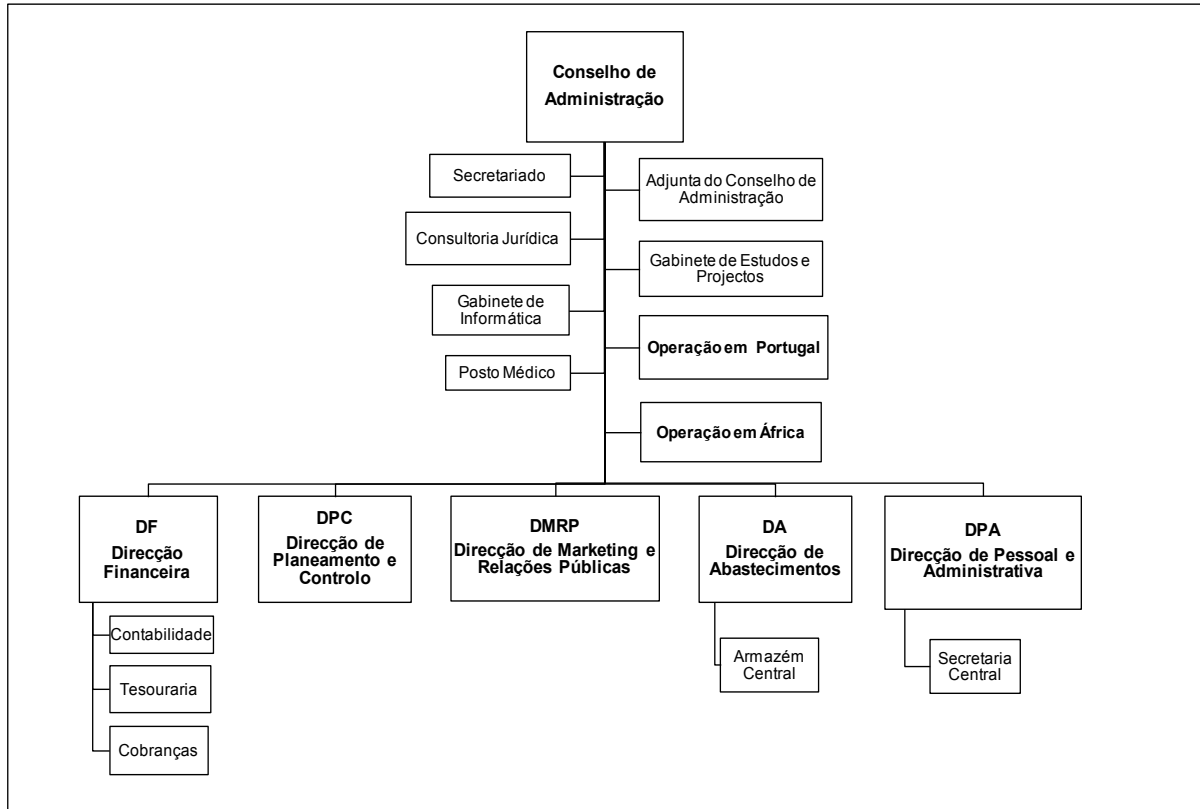 Conselho de
Administração
Secretariado
Adjunta do Conselho de
Administração
Consultoria Jurídica
Gabinete de Estudos e
Projectos
Gabinete de
Informática
Operação em Portugal
Posto Médico
Operação em África
DF
Direcção
Financeira
DPC
Direcção de
Planeamento e
Controlo
DMRP
Direcção de Marketing e
Relações Públicas
DA
Direcção de
Abastecimentos
DPA
Direcção de Pessoal e
Administrativa
Contabilidade
Tesouraria
Cobranças
Armazém
Central
Secretaria
Central